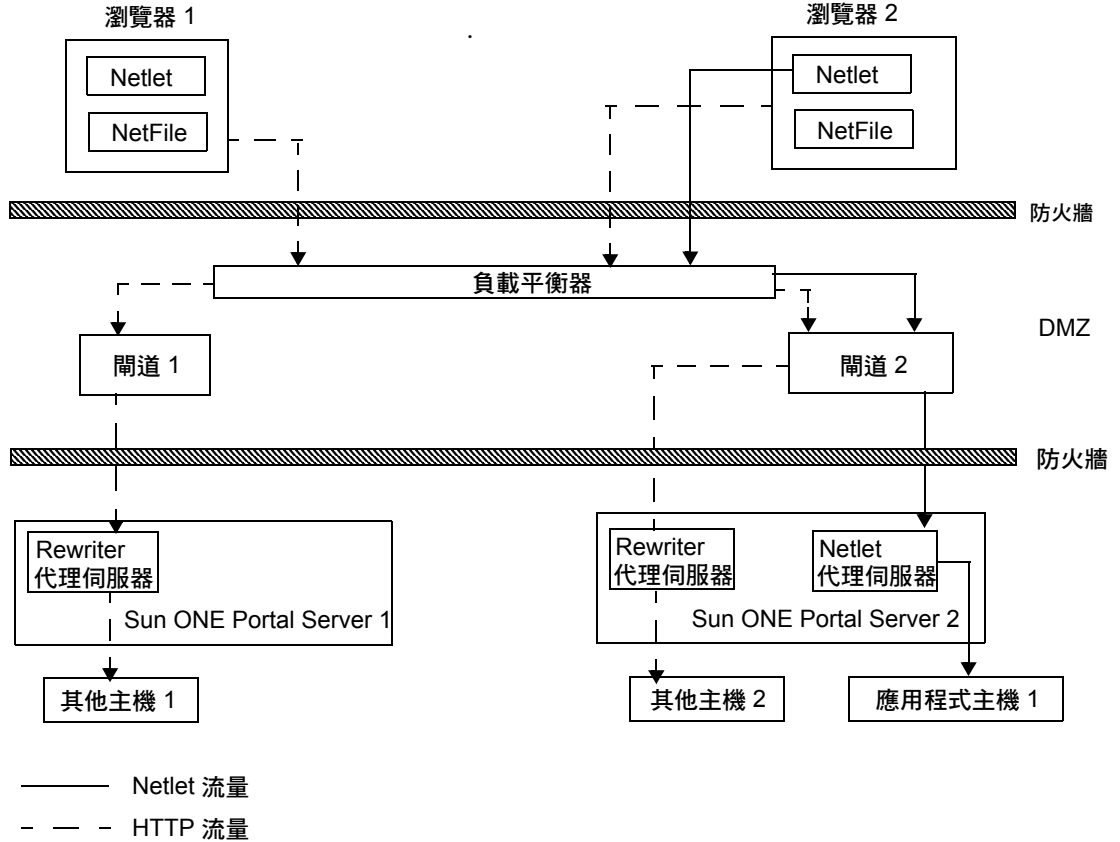 瀏覽器 1
瀏覽器 2
Netlet
NetFile
Netlet
NetFile
防火牆
負載平衡器
DMZ
閘道 1
閘道 2
防火牆
Rewriter
代理伺服器
Sun ONE Portal Server 1
Rewriter
代理伺服器
Netlet
代理伺服器
Sun ONE Portal Server 2
其他主機 1
其他主機 2
應用程式主機 1
Netlet 流量
HTTP 流量